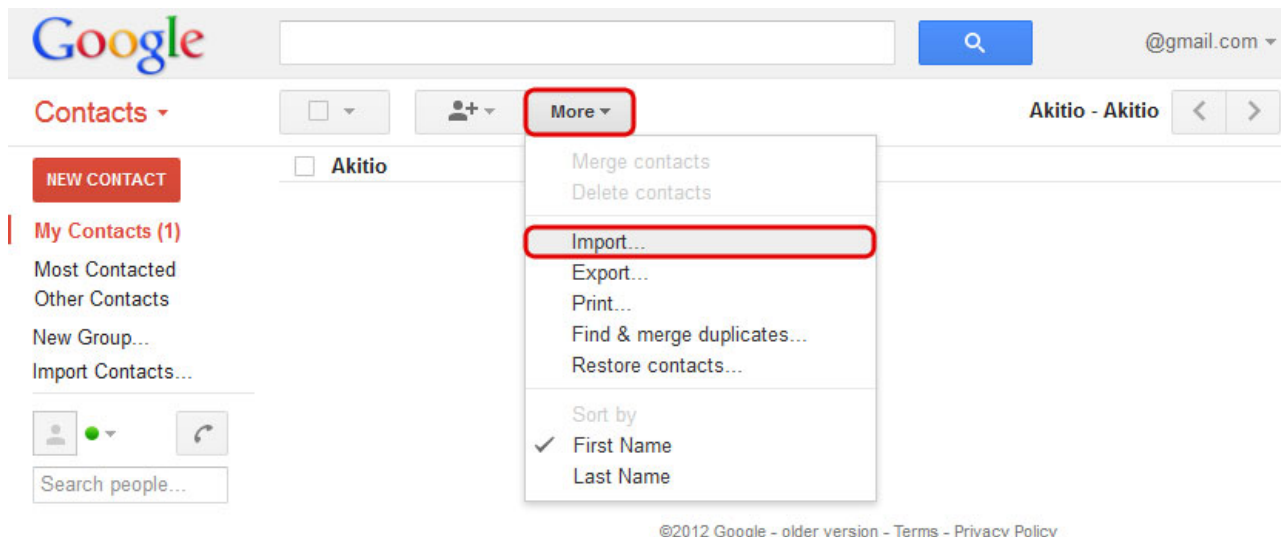 Google
@gmail.com
Contacts
More
Akitio - Akitio
NEW CONTACT
My Contacts (1)
Most Contacted
Other Contacts
New Group...
Import Contacts...
Search people...
Akitio
Merge contacts
Delete contacts
Import...
Export...
Print...
Find & merge duplicates...
Restore contacts...
Sort by
First Name
Last Name
©2012 Google - older version - Terms - Privacy Policy